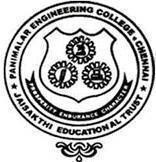 PANIMALAR ENGINEERING COLLEGE, CHENNAI
PROSPERITY ENDURANCE CHARACTER
JAISAKTHI EDUCATIONAL TRUST